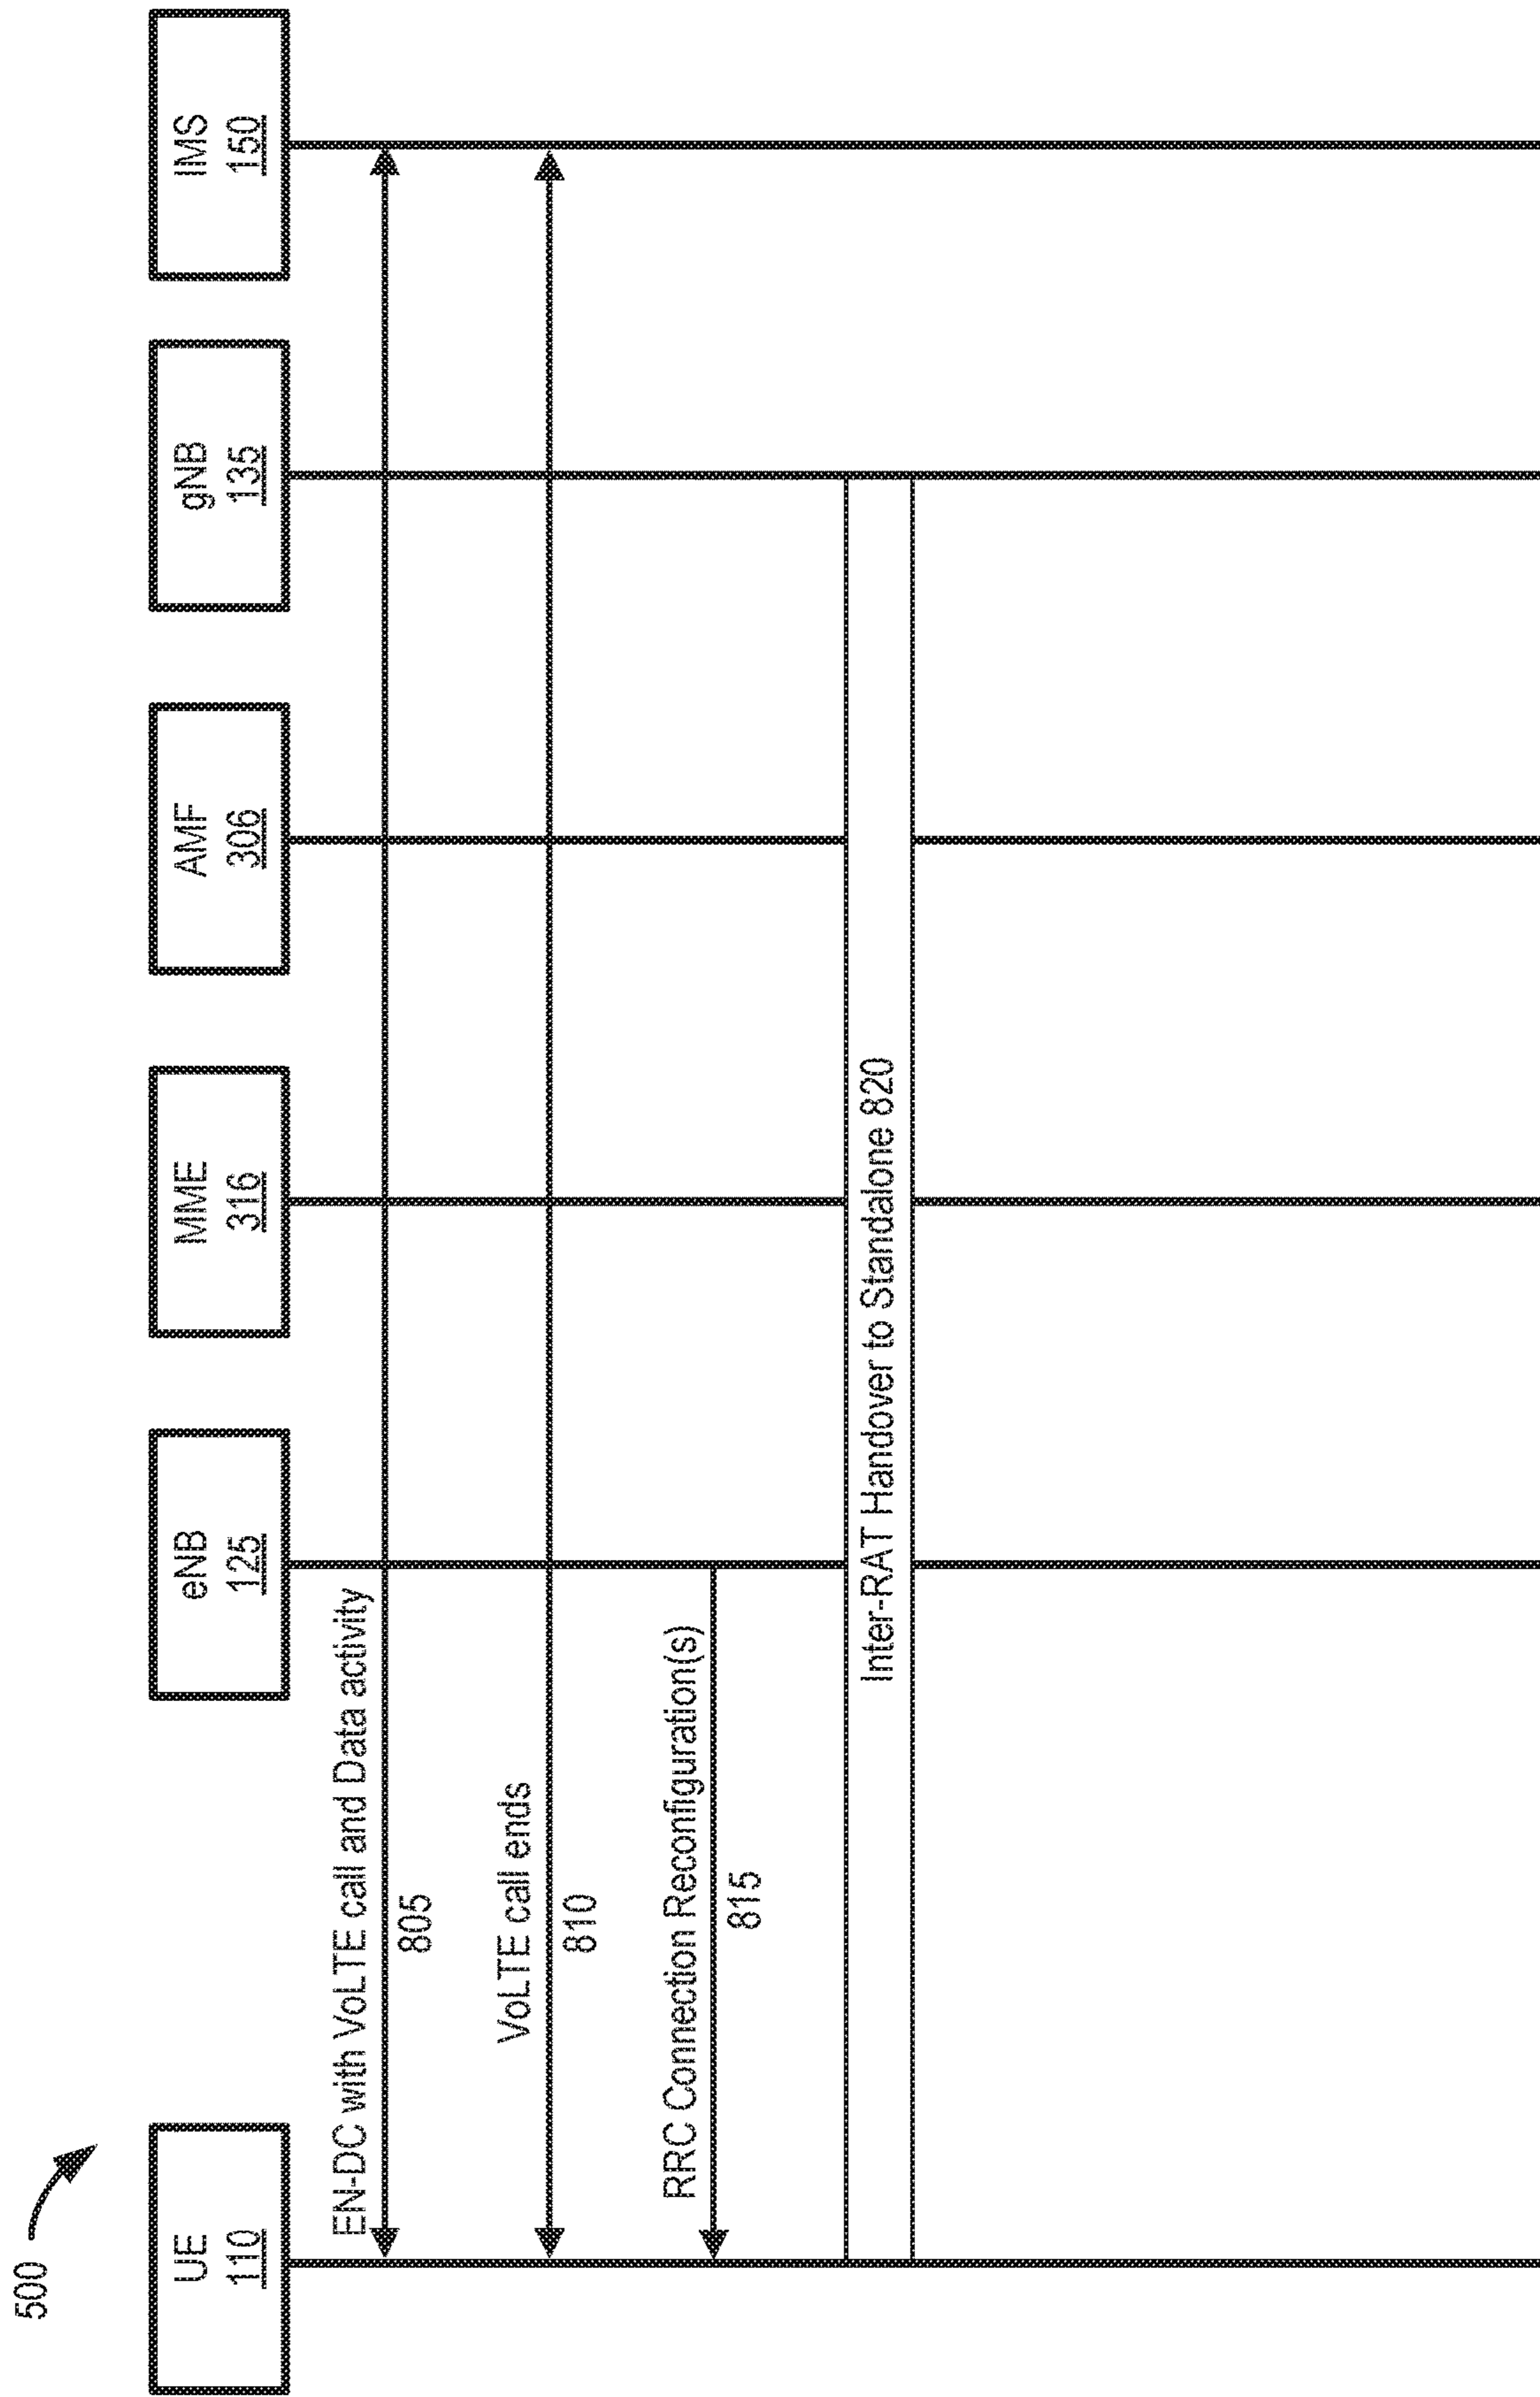 500
UE
110
eNB
125
MME
316
AMF
306
gNB
135
IMS
150
EN-DC with VoLTE call and Data activity
805
VoLTE call ends
810
RRC Connection Reconfiguration(s)
815
Inter-RAT Handover to Standalone 820